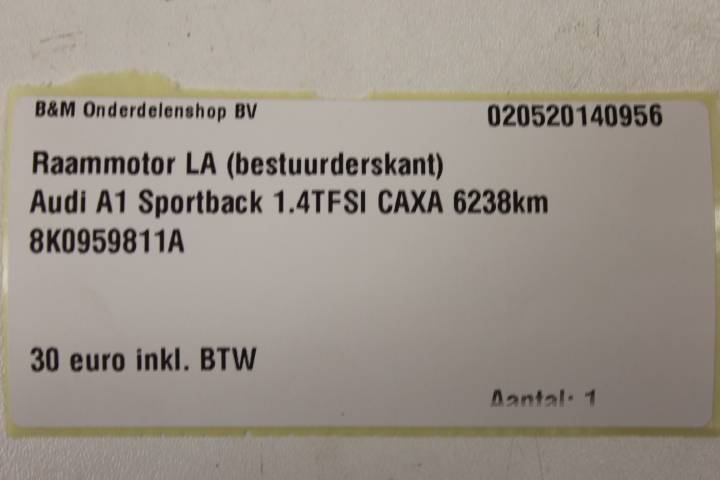 B&M Onderdelenshop BV 020520140956
Raammotor LA (bestuurderskant)
Audi A1 Sportback 1.4TFSI CAXA 6238km
8K0959811A
30 euro inkl. BTW
Aantal: 1